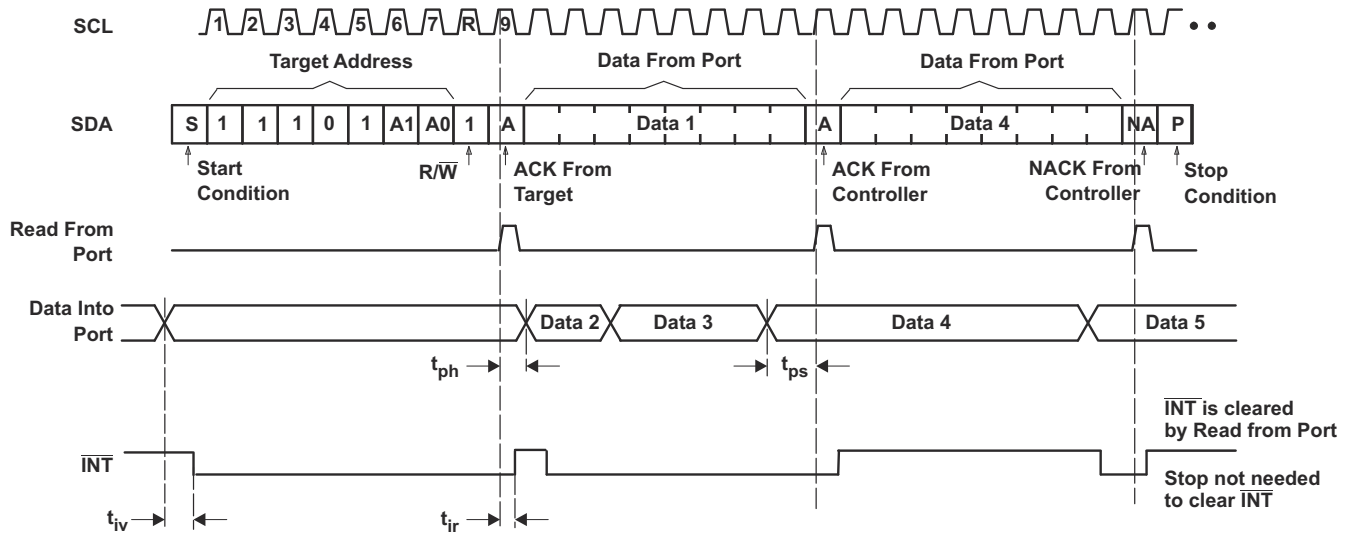 SCL
1 2 3 4 5 6 7 R 9
Target Address
Data From Port
Data From Port
SDA
S 1 1 1 0 1 A1 A0 1 A Data 1 A Data 4 NA P
Start
Condition
R/W
ACK From
Target
ACK From
Controller
NACK From
Controller
Stop
Condition
Read From
Port
Data Into
Port
Data 2 Data 3 Data 4 Data 5
tph
tps
INT is cleared
by Read from Port
INT
Stop not needed
to clear INT
tiv
tir